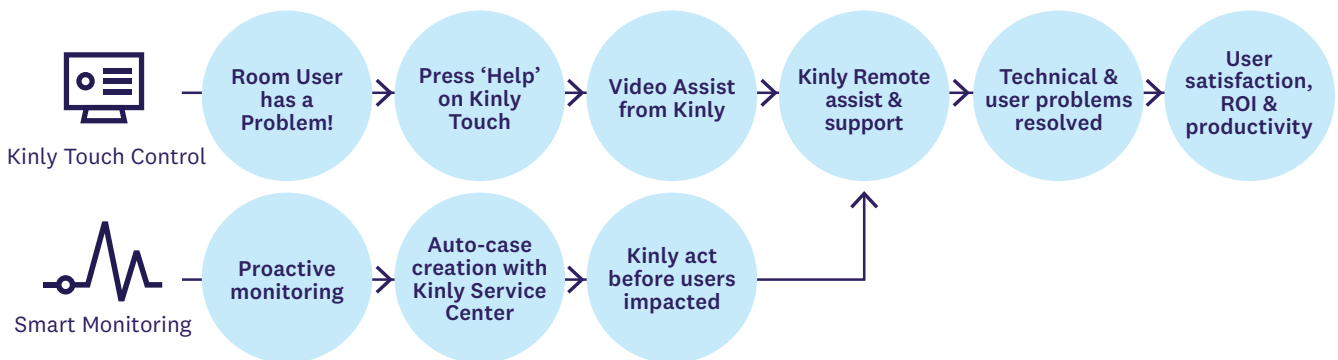 Kinly Touch Control
Room User
has a
Problem!
Press ‘Help’
on Kinly
Touch
Video Assist
from Kinly
Kinly Remote
assist &
support
Technical &
user problems
resolved
User
satisfaction,
ROI &
productivity
Smart Monitoring
Proactive
monitoring
Auto-case
creation with
Kinly Service
Center
Kinly act
before users
impacted